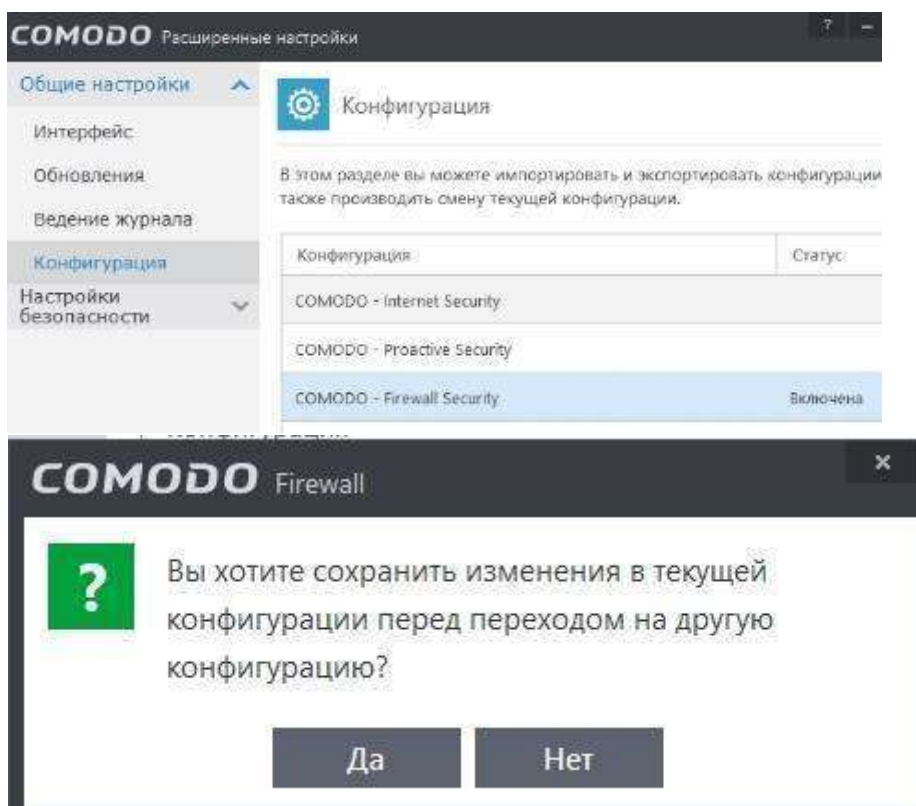 COMODO Расширенные настройки
? –
Общие настройки
Интерфейс
Обновления
Ведение журнала
Конфигурация
Настройки
безопасности
Конфигурация
В этом разделе вы можете импортировать и экспортировать конфигурации
также производить смену текущей конфигурации.
Конфигурация Статус
COMODO - Internet Security
COMODO - Proactive Security
COMODO - Firewall Security Включена
COMODO Firewall
×
?
Вы хотите сохранить изменения в текущей
конфигурации перед переходом на другую
конфигурацию?
Да Нет